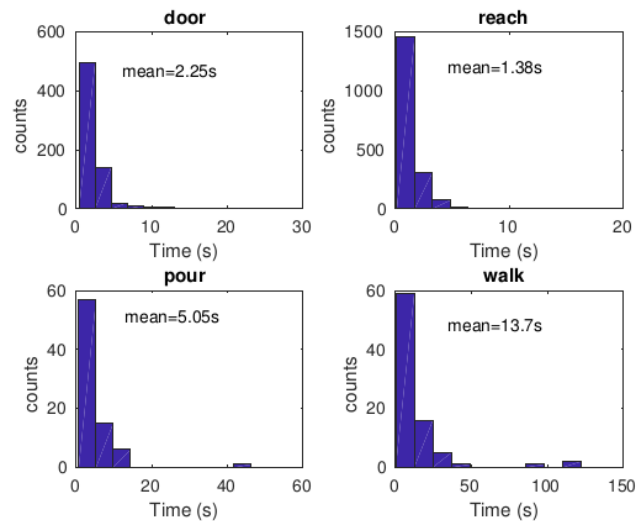 door
600
400
200
0
counts
mean=2.25s
0 10 20 30
Time (s)
reach
1500
1000
500
0
counts
mean=1.38s
0 10 20
Time (s)
pour
60
40
20
0
counts
mean=5.05s
0 20 40 60
Time (s)
walk
60
40
20
0
counts
mean=13.7s
0 50 100 150
Time (s)